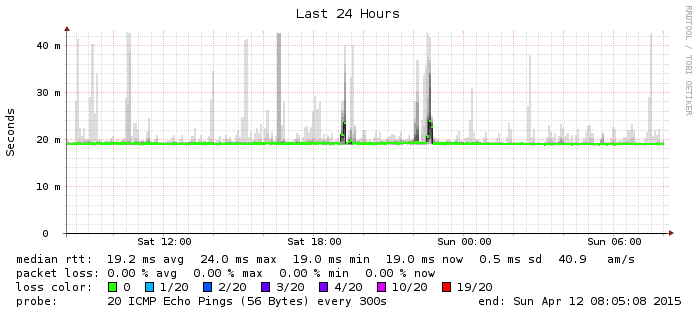 Last 24 Hours
RRDTOOL / TOBI OETIKER
Seconds
40 m
30 m
20 m
10 m
0
Sat 12:00 Sat 18:00 Sun 00:00 Sun 06:00
median rtt: 19.2 ms avg 24.0 ms max 19.0 ms min 19.0 ms now 0.5 ms sd 40.9 am/s
packet loss: 0.00 % avg 0.00 % max 0.00 % min 0.00 % now
loss color: 0 1/20 2/20 3/20 4/20 10/20 19/20
probe: 20 ICMP Echo Pings (56 Bytes) every 300s end: Sun Apr 12 08:05:08 2015